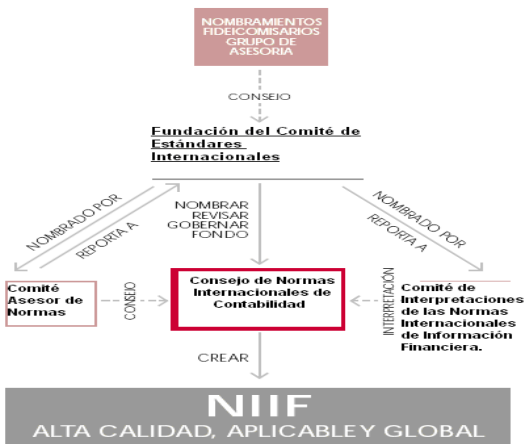 NOMBRAMIENTOS
FIDEICOMISARIOS
GRUPO DE
ASESORIA
CONSEJO
Fundación del Comité de
Estándares
Internacionales
NOMBRADO POR
REPORTA A
NOMBRAR
REVISAR
GOBERNAR
FONDO
NOMBRADO POR
REPORTA A
Comité
Asesor de
Normas
CONSEJO
Consejo de Normas
Internacionales de
Contabilidad
INTERPRETACIÓN
Comité de
Interpretaciones
de las Normas
Internacionales
de Información
Financiera.
CREAR
NIIF
ALTA CALIDAD, APLICABLE Y GLOBAL